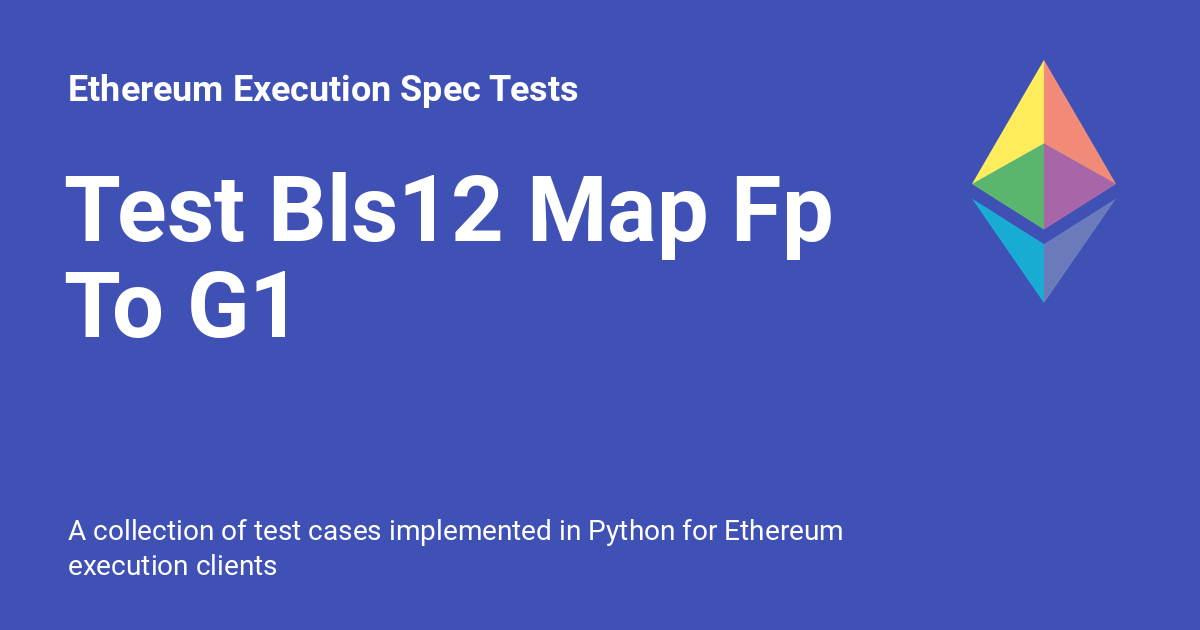 Ethereum Execution Spec Tests
Test Bls12 Map Fp
To G1
A collection of test cases implemented in Python for Ethereum
execution clients